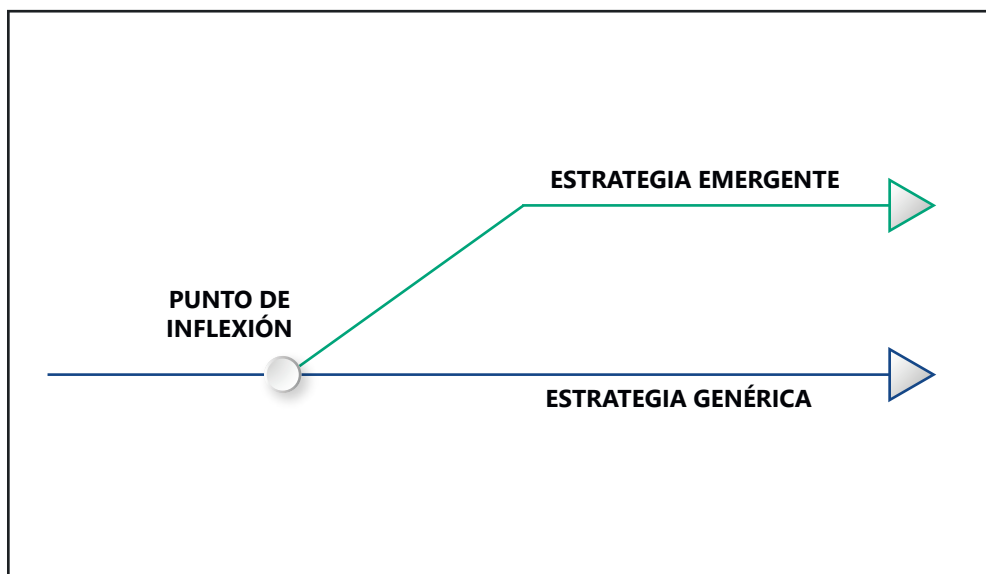 ESTRATEGIA EMERGENTE
PUNTO DE
INFLEXIÓN
ESTRATEGIA GENÉRICA